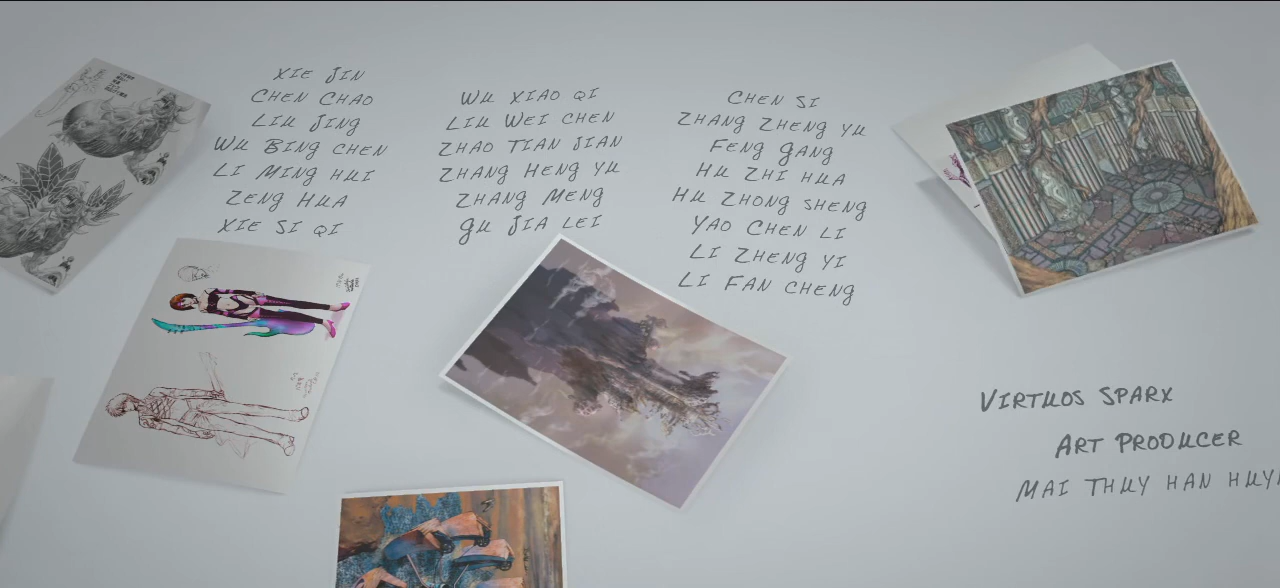 XIE JIN
CHEN CHAO
LIU JING
WU BING CHEN
LI MING HUI
ZENG HUA
XIE SI QI
WU XIAO QI
LIU WEI CHEN
ZHAO TIAN JIAN
ZHANG HENG YU
ZHANG MENG
GU JIA LEI
CHEN SI
ZHANG ZHENG YU
FENG GANG
HU ZHI HUA
HU ZHONG SHENG
YAO CHEN LI
LI ZHENG YI
LI FAN CHENG
VIRTUOS SPARX
ART PRODUCER
MAI THUY HAN